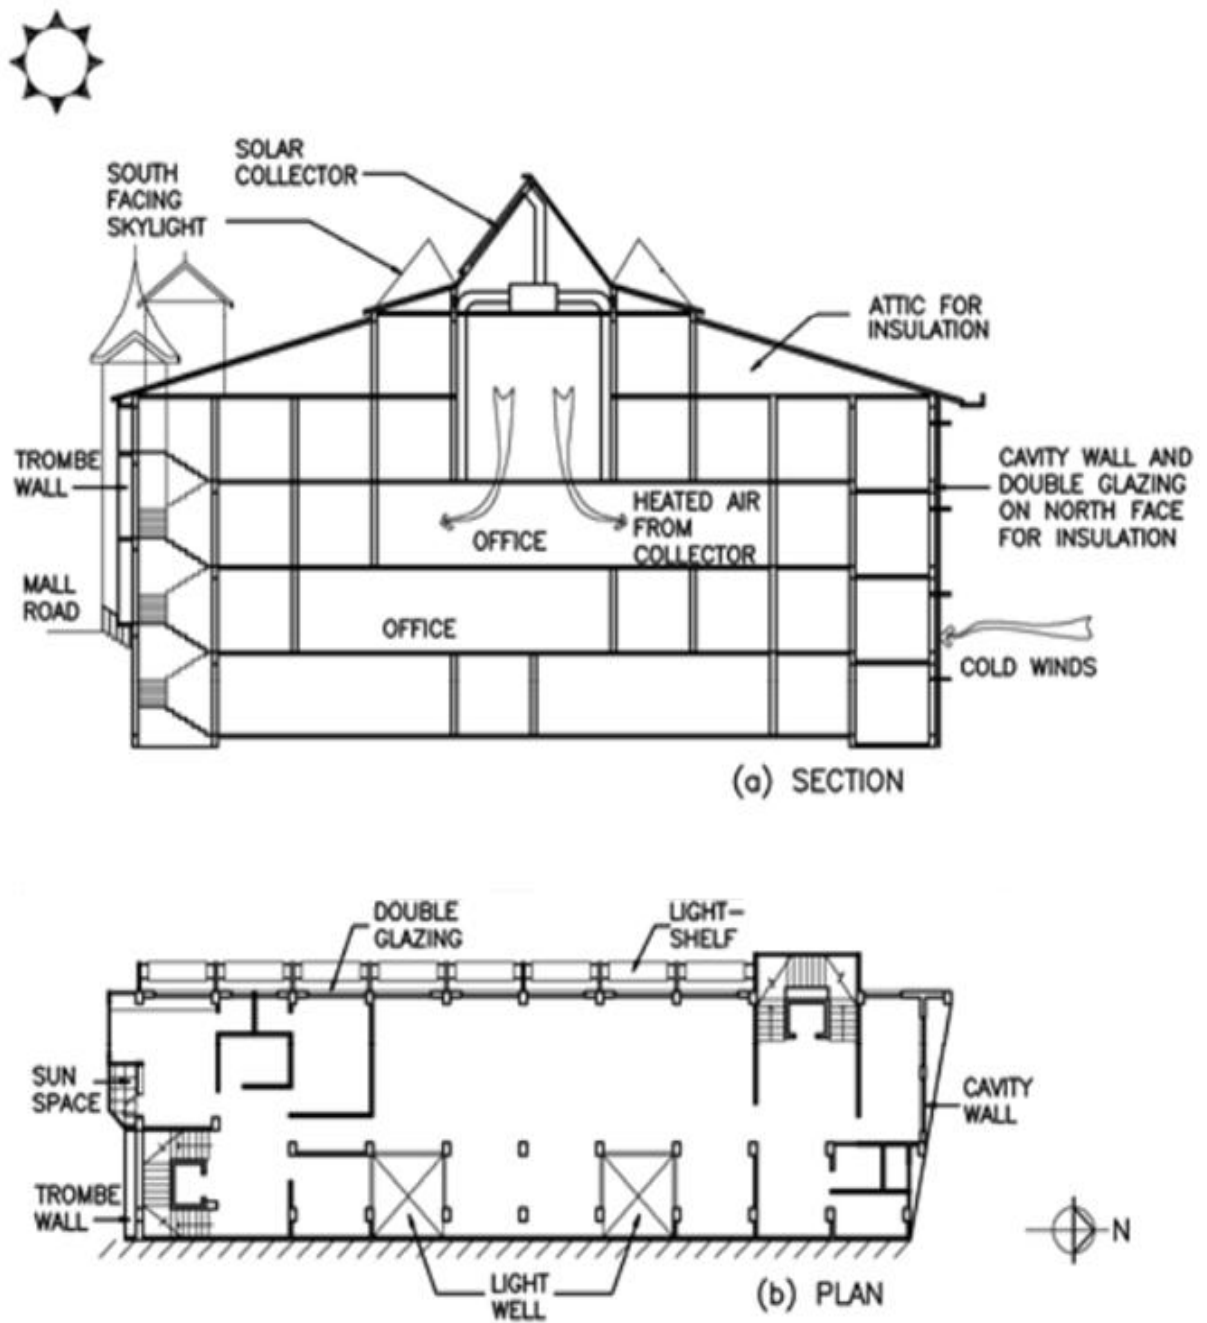 SOLAR
COLLECTOR
SOUTH
FACING
SKYLIGHT
ATTIC FOR
INSULATION
TROMBE
WALL
CAVITY WALL AND
DOUBLE GLAZING
ON NORTH FACE
FOR INSULATION
HEATED AIR
FROM
COLLECTOR
OFFICE
MALL
ROAD
OFFICE
COLD WINDS
(a) SECTION
DOUBLE
GLAZING
LIGHT-
SHELF
SUN
SPACE
CAVITY
WALL
TROMBE
WALL
N
LIGHT
WELL
(b) PLAN